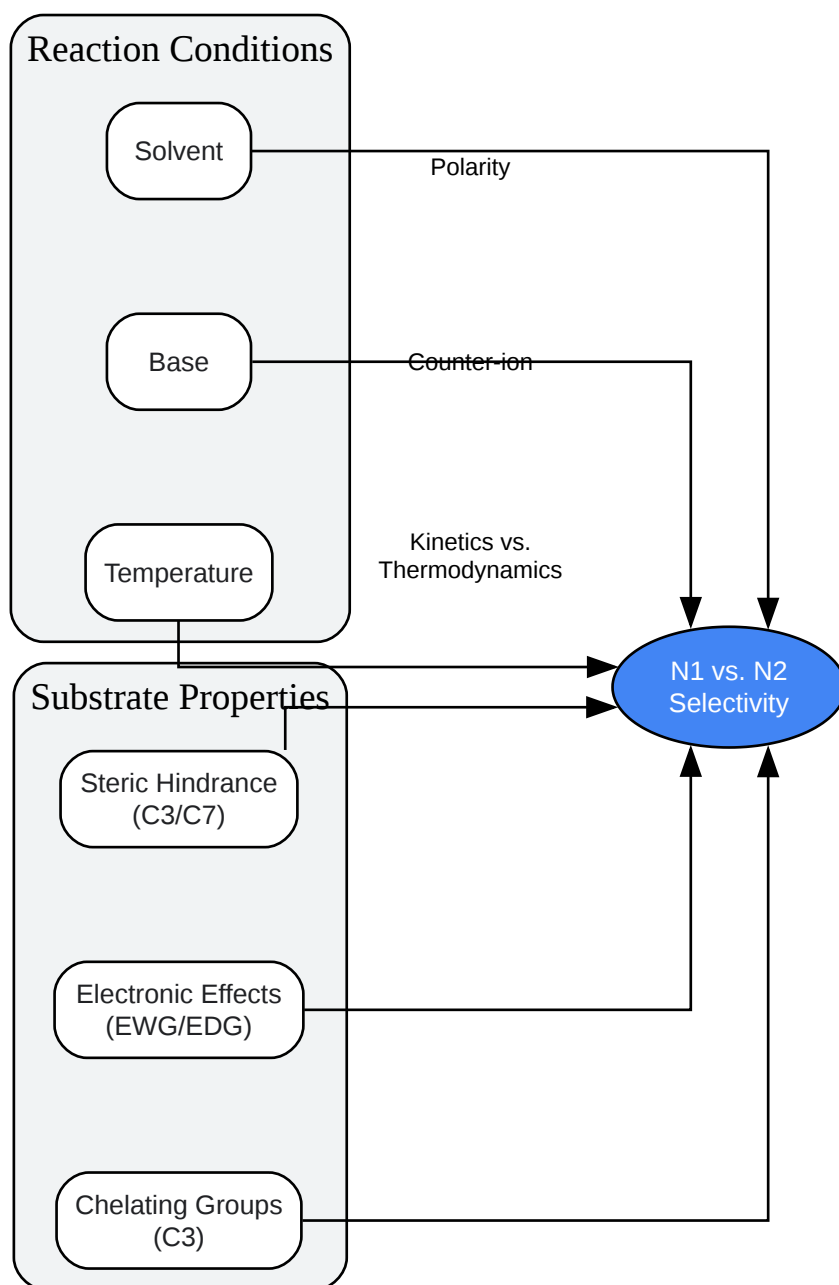 Reaction Conditions
Solvent
Polarity
Base
Counter-ion
Temperature
Kinetics vs.
Thermodynamics
N1 vs. N2
Selectivity
Substrate Properties
Steric Hindrance
(C3/C7)
Electronic Effects
(EWG/EDG)
Chelating Groups
(C3)